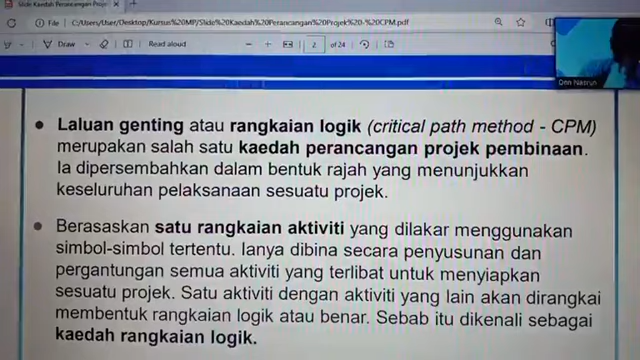 Slide Kaedah Perancangan Proje
File | C:/Users/User/Desktop/Kursus%20MP/Slide%20Kaedah%20Perancangan%20Projek%20-%20CPM.pdf
Draw Read aloud 2 of 24
Laluan genting atau rangkaian logik (critical path method - CPM)
merupakan salah satu kaedah perancangan projek pembinaan.
Ia dipersembahkan dalam bentuk rajah yang menunjukkan
keseluruhan pelaksanaan sesuatu projek.
Berasaskan satu rangkaian aktiviti yang dilakar menggunakan
simbol-simbol tertentu. Ianya dibina secara penyusunan dan
pergantungan semua aktiviti yang terlibat untuk menyiapkan
sesuatu projek. Satu aktiviti dengan aktiviti yang lain akan dirangkai
membentuk rangkaian logik atau benar. Sebab itu dikenali sebagai
kaedah rangkaian logik.